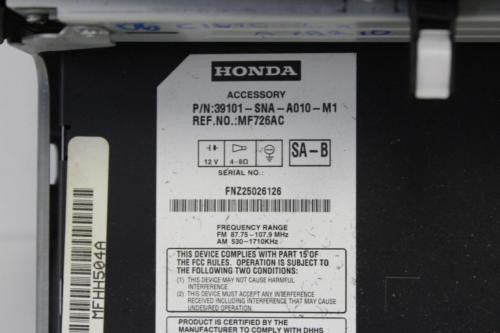 HONDA
ACCESSORY
P/N:39101-SNA-A010-M1
REF.NO.:MF726AC
12V 4-8Ω
SA-B
SERIAL NO.:
FNZ25026126
FREQUENCY RANGE
FM 87.75-107.9 MHz
AM 530-1710KHz
THIS DEVICE COMPLIES WITH PART 15 OF
THE FCC RULES. OPERATION IS SUBJECT TO
THE FOLLOWING TWO CONDITIONS:
(1) THIS DEVICE MAY NOT CAUSE HARMFUL
INTERFERENCE, AND
(2) THIS DEVICE MUST ACCEPT ANY INTERFERENCE
RECEIVED INCLUDING INTERFERENCE THAT MAY
CAUSE UNDESIRED OPERATION.
PRODUCT IS CERTIFIED BY THE
MANUFACTURER TO COMPLY WITH DHHS
MFHH504A